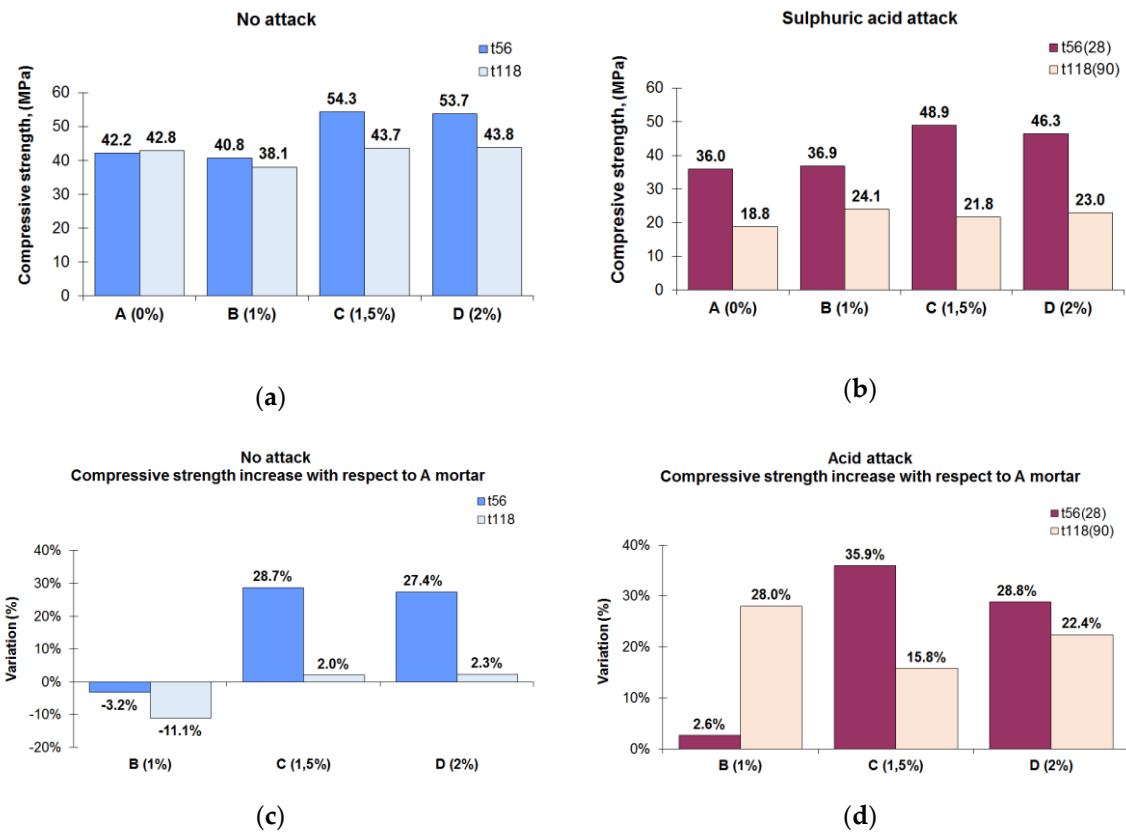 (a)
No attack
t56
t118
Compressive strength, (MPa)
60
50
40
30
20
10
0
42.2
42.8
40.8
38.1
54.3
43.7
53.7
43.8
A (0%)
B (1%)
C (1,5%)
D (2%)
(a)
Sulphuric acid attack
(b)
t56(28)
t118(90)
Compresive strength, (MPa)
60
50
40
30
20
10
0
36.0
18.8
36.9
24.1
48.9
21.8
46.3
23.0
A (0%)
B (1%)
C (1,5%)
D (2%)
(b)
No attack
Compressive strength increase with respect to A mortar
t56
t118
Variation (%)
40%
30%
20%
10%
0%
-10%
-20%
-3.2%
-11.1%
28.7%
2.0%
27.4%
2.3%
B (1%)
C (1,5%)
D (2%)
(c)
Acid attack
Compressive strength increase with respect to A mortar
t56(28)
t118(90)
Variation (%)
40%
30%
20%
10%
0%
2.6%
28.0%
35.9%
15.8%
28.8%
22.4%
B (1%)
C (1,5%)
D (2%)
(d)